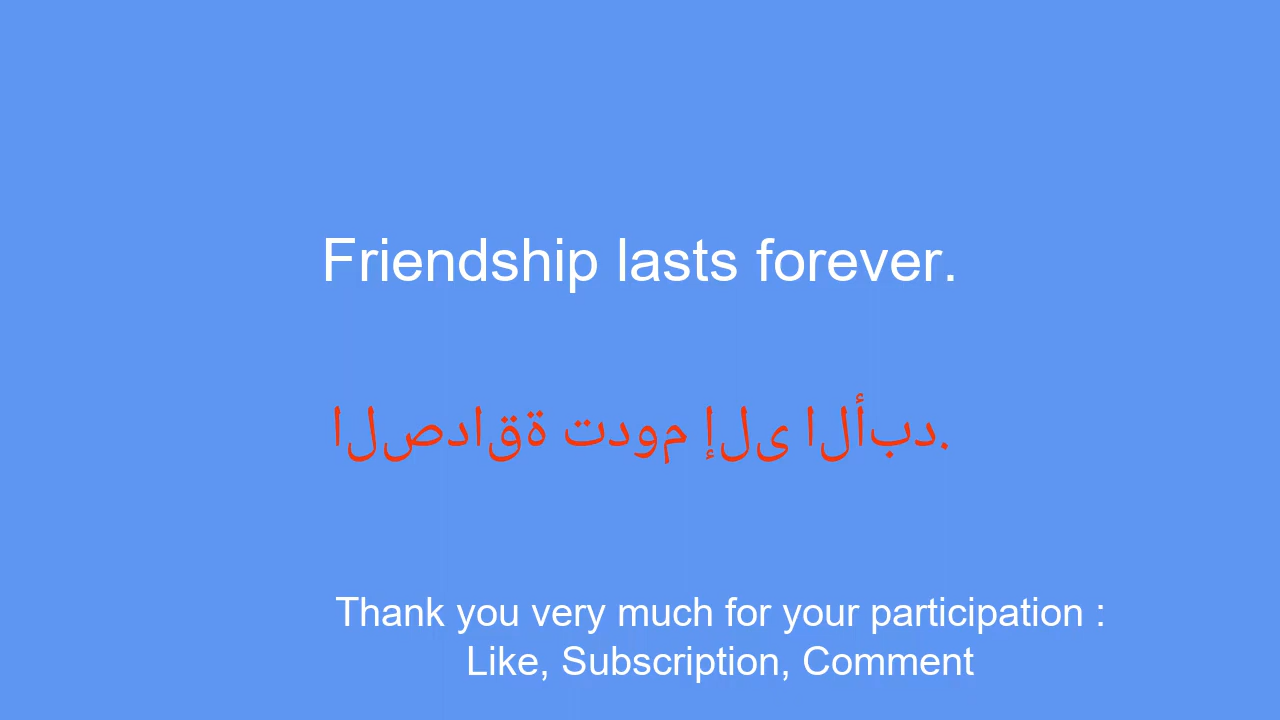 Friendship lasts forever.
الصداقة تدوم إلى الأبد.
Thank you very much for your participation :
Like, Subscription, Comment